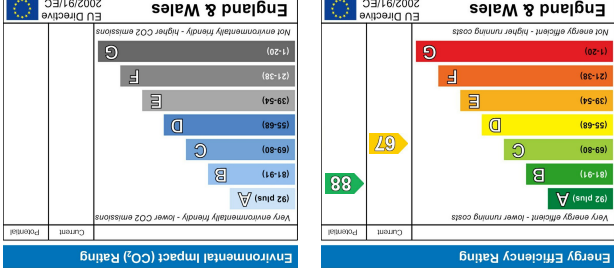 Energy Efficiency Rating
Current
Potential
Very energy efficient - lower running costs
(92 plus) A
(81-91) B
88
(69-80) C
67
(55-68) D
(39-54) E
(21-38) F
(1-20) G
Not energy efficient - higher running costs
England & Wales
EU Directive
2002/91/EC
Environmental Impact (CO2) Rating
Current
Potential
Very environmentally friendly - lower CO2 emissions
(92 plus) A
(81-91) B
(69-80) C
(55-68) D
(39-54) E
(21-38) F
(1-20) G
Not environmentally friendly - higher CO2 emissions
England & Wales
EU Directive
2002/91/EC